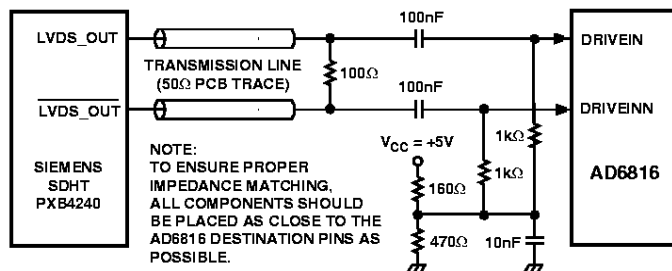 LVDS_OUT
100nF
DRIVEIN
TRANSMISSION LINE
(50Ω PCB TRACE)
100Ω
100nF
LVDS_OUT
DRIVEINN
NOTE:
TO ENSURE PROPER
IMPEDANCE MATCHING,
ALL COMPONENTS SHOULD
BE PLACED AS CLOSE TO THE
AD6816 DESTINATION PINS AS
POSSIBLE.
SIEMENS
SDHT
PXB4240
VCC = +5V
1kΩ
1kΩ
160Ω
470Ω
10nF
AD6816